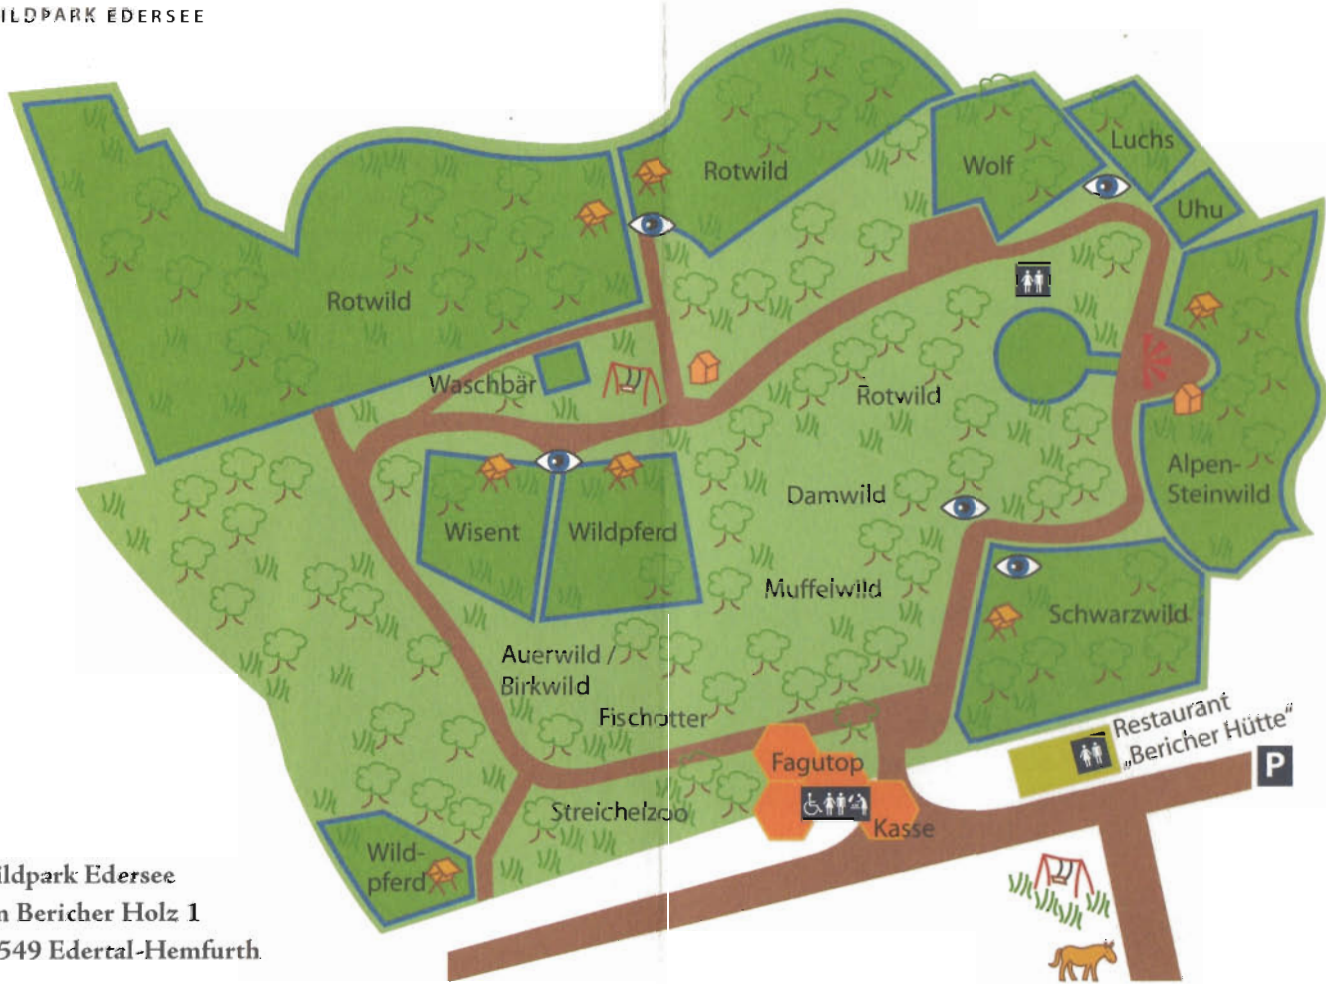 ILDPARK EDERSEE
Rotwild
Wolf
Luchs
Uhu
Rotwild
Waschbär
Rotwild
Alpen-
Steinwild
Damwild
Wisent
Wildpferd
Muffelwild
Schwarzwild
Auerwild /
Birkwild
Fischotter
Restaurant
„Bericher Hütte“
Fagutop
P
Streichelzoo
Kasse
Wild-
pferd
ildpark Edersee
m Bericher Holz 1
549 Edertal-Hemfurth